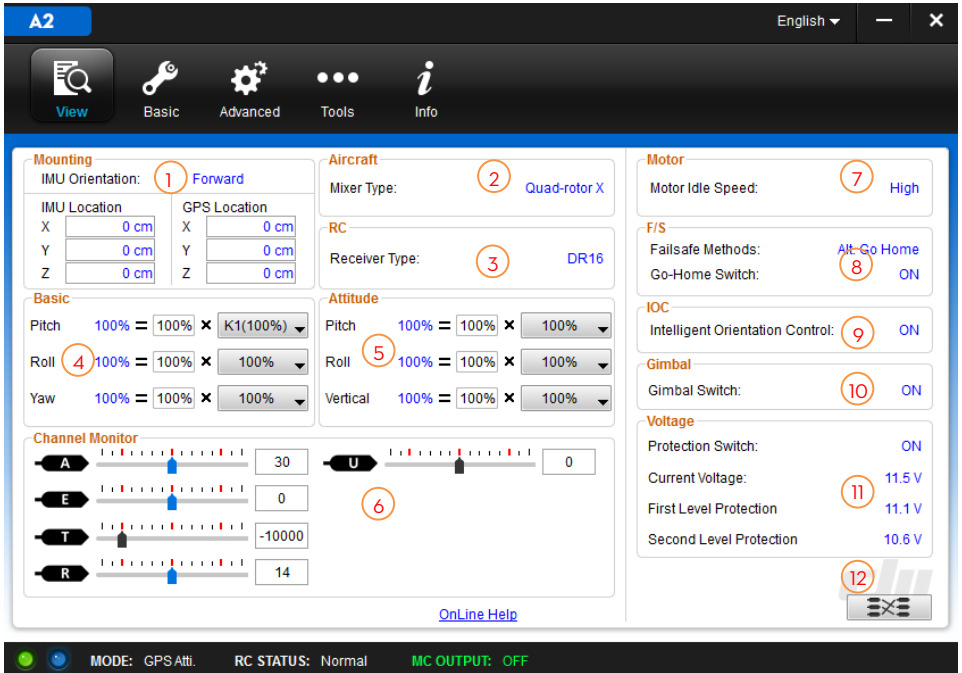 A2
English
View Basic Advanced Tools Info
Mounting
IMU Orientation: 1 Forward
IMU Location GPS Location
X 0 cm X 0 cm
Y 0 cm Y 0 cm
Z 0 cm Z 0 cm
Aircraft
Mixer Type: 2 Quad-rotor X
RC
Receiver Type: 3 DR16
Basic
Pitch 100% = 100% × K1(100%)
Roll 4 100% = 100% × 100%
Yaw 100% = 100% × 100%
Attitude
Pitch 100% = 100% × 100%
Roll 5 100% = 100% × 100%
Vertical 100% = 100% × 100%
Channel Monitor
A 30
E 0
T -10000
R 14
U 0
6
OnLine Help
Motor
Motor Idle Speed: 7 High
F/S
Failsafe Methods: Alt. Go Home
8
Go-Home Switch: ON
IOC
Intelligent Orientation Control: 9 ON
Gimbal
Gimbal Switch: 10 ON
Voltage
Protection Switch: ON
Current Voltage: 11.5 V
11
First Level Protection 11.1 V
Second Level Protection 10.6 V
12
MODE: GPS Atti. RC STATUS: Normal MC OUTPUT: OFF